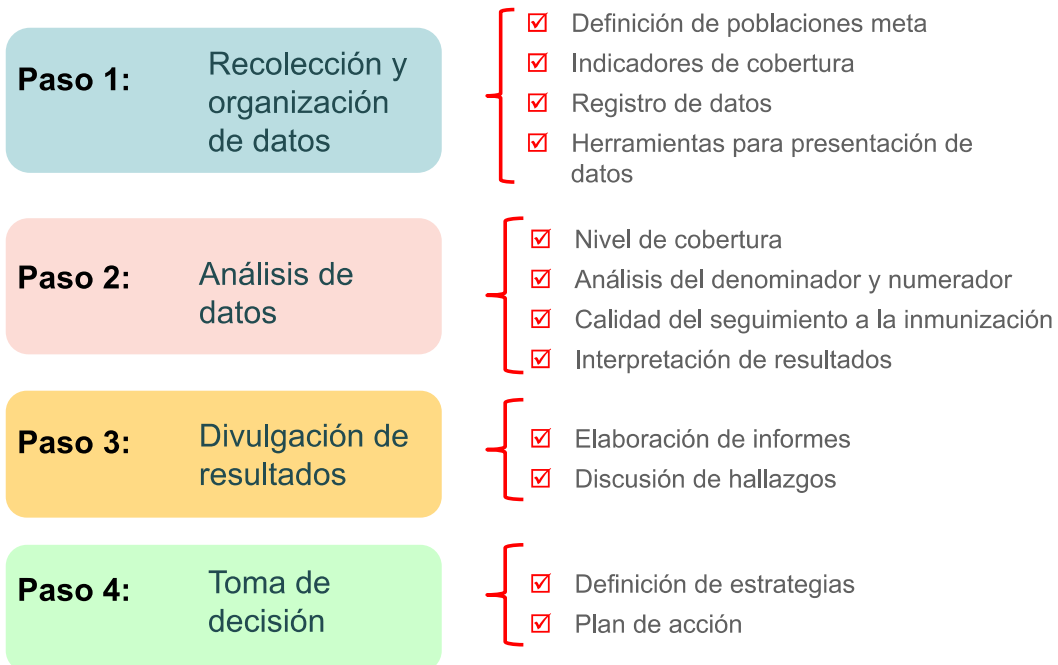 Paso 1:
Recolección y
organización
de datos
Definición de poblaciones meta
Indicadores de cobertura
Registro de datos
Herramientas para presentación de
datos
Paso 2:
Análisis de
datos
Nivel de cobertura
Análisis del denominador y numerador
Calidad del seguimiento a la inmunización
Interpretación de resultados
Paso 3:
Divulgación de
resultados
Elaboración de informes
Discusión de hallazgos
Paso 4:
Toma de
decisión
Definición de estrategias
Plan de acción